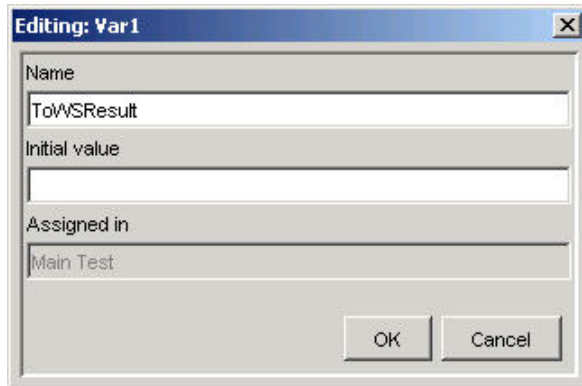 Editing: Var1
Name
ToWSResult
Initial value
Assigned in
Main Test
OK Cancel